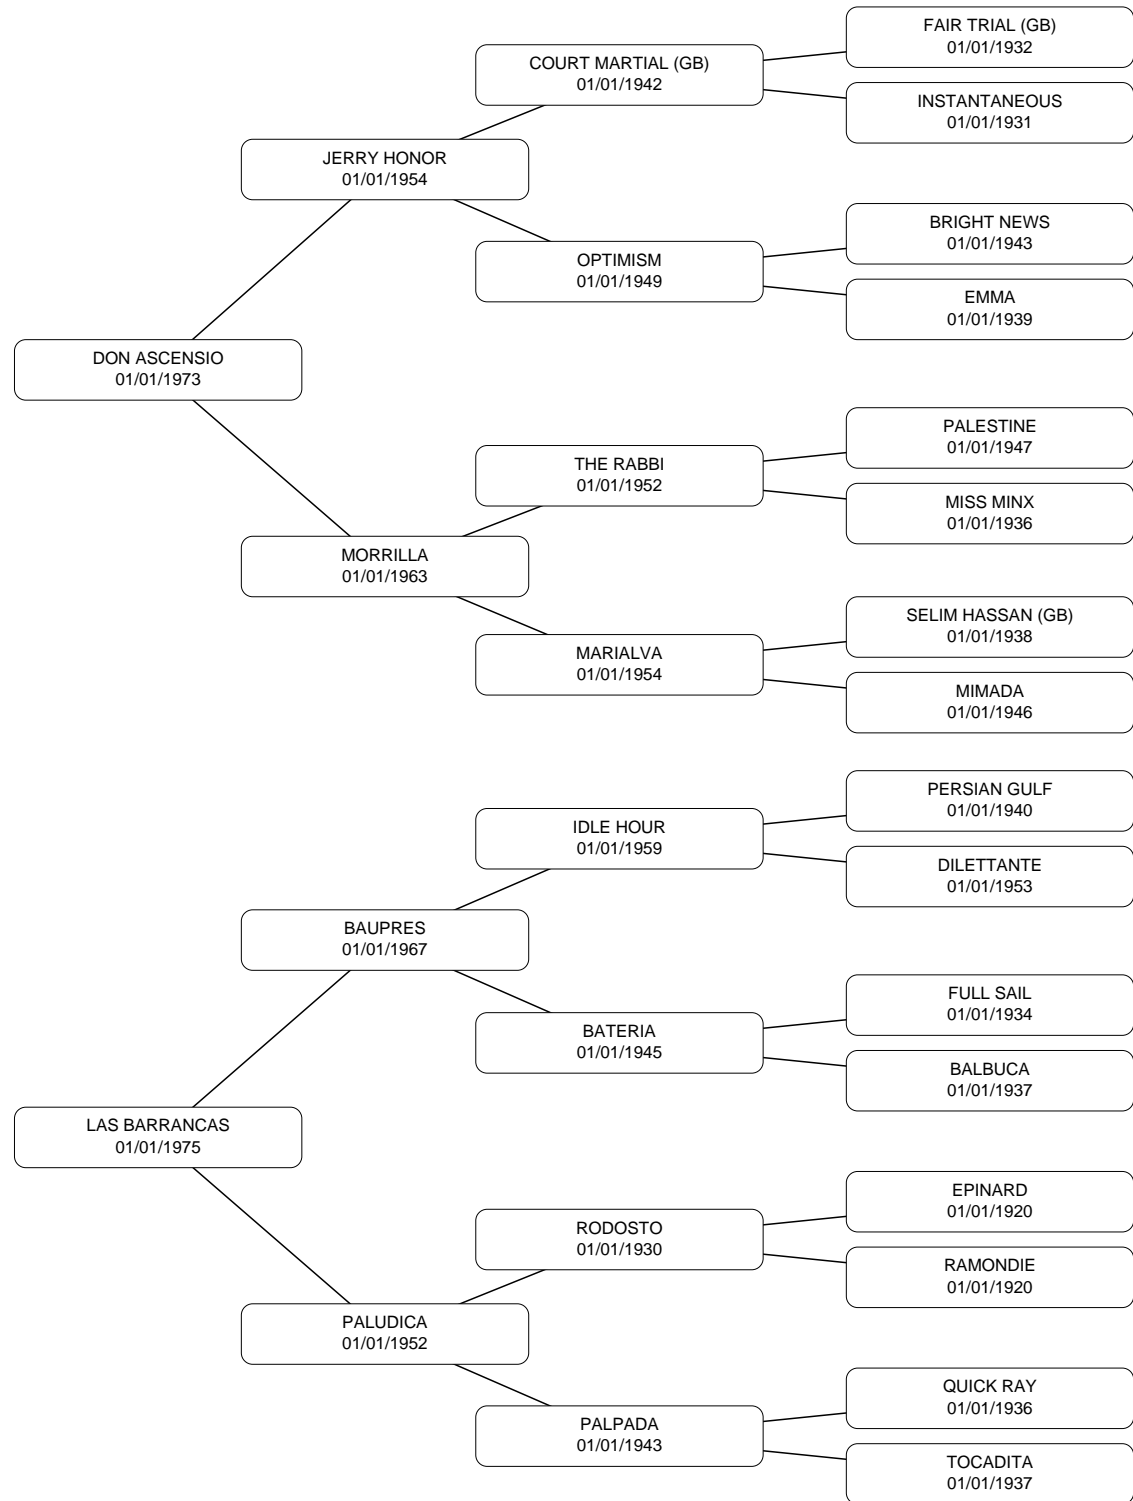 FAIR TRIAL (GB)
01/01/1932
COURT MARTIAL (GB)
01/01/1942
INSTANTANEOUS
01/01/1931
JERRY HONOR
01/01/1954
BRIGHT NEWS
01/01/1943
OPTIMISM
01/01/1949
EMMA
01/01/1939
DON ASCENSIO
01/01/1973
PALESTINE
01/01/1947
THE RABBI
01/01/1952
MISS MINX
01/01/1936
MORRILLA
01/01/1963
SELIM HASSAN (GB)
01/01/1938
MARIALVA
01/01/1954
MIMADA
01/01/1946
PERSIAN GULF
01/01/1940
IDLE HOUR
01/01/1959
DILETTANTE
01/01/1953
BAUPRES
01/01/1967
FULL SAIL
01/01/1934
BATERIA
01/01/1945
BALBUCA
01/01/1937
LAS BARRANCAS
01/01/1975
EPINARD
01/01/1920
RODOSTO
01/01/1930
RAMONDIE
01/01/1920
PALUDICA
01/01/1952
QUICK RAY
01/01/1936
PALPADA
01/01/1943
TOCADITA
01/01/1937